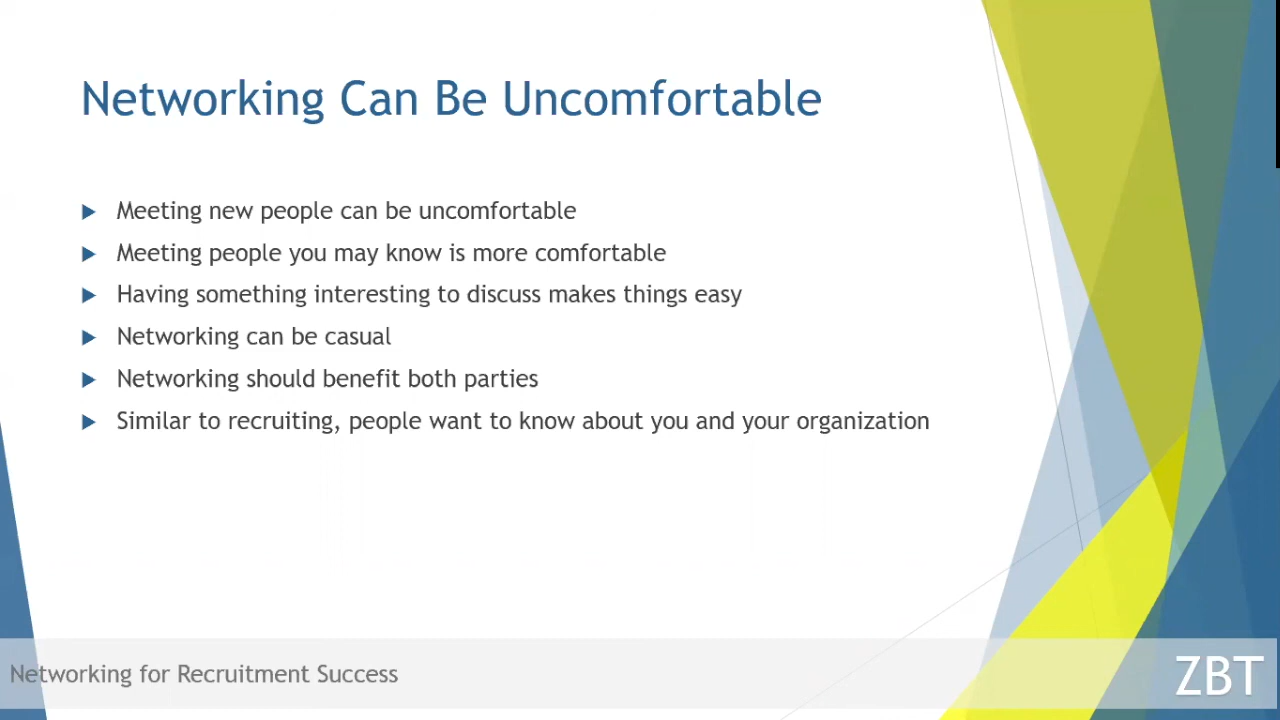 Networking Can Be Uncomfortable
Meeting new people can be uncomfortable
Meeting people you may know is more comfortable
Having something interesting to discuss makes things easy
Networking can be casual
Networking should benefit both parties
Similar to recruiting, people want to know about you and your organization
Networking for Recruitment Success
ZBT